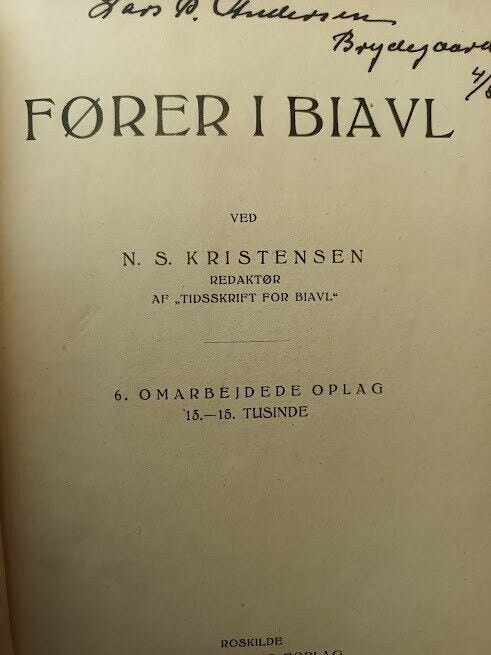 Lars P. Andersen
Brydegaard
4/
FØRER I BIAVL
VED
N. S. KRISTENSEN
REDAKTØR
AF „TIDSSKRIFT FOR BIAVL“
6. OMARBEJDEDE OPLAG
13.—15. TUSINDE
ROSKILDE